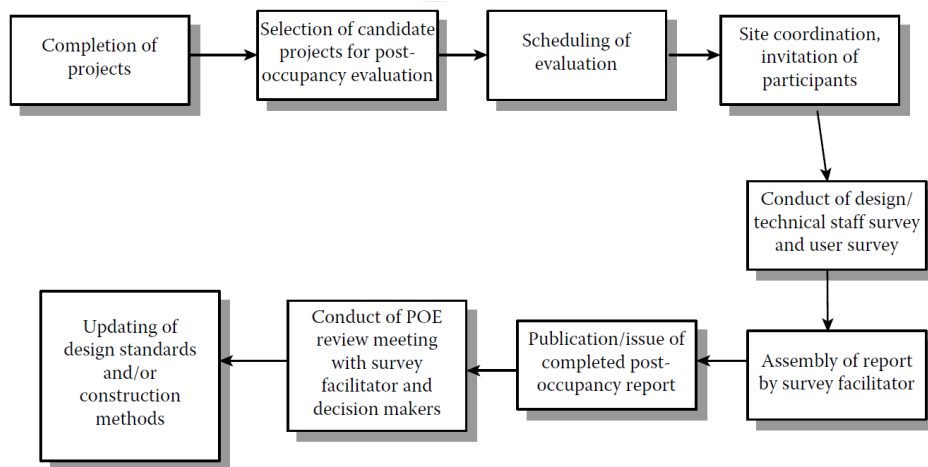 Completion of
projects
Selection of candidate
projects for post-
occupancy evaluation
Scheduling of
evaluation
Site coordination,
invitation of
participants
Conduct of design/
technical staff survey
and user survey
Assembly of report
by survey facilitator
Publication/issue of
completed post-
occupancy report
Conduct of POE
review meeting
with survey
facilitator and
decision makers
Updating of
design standards
and/or
construction
methods